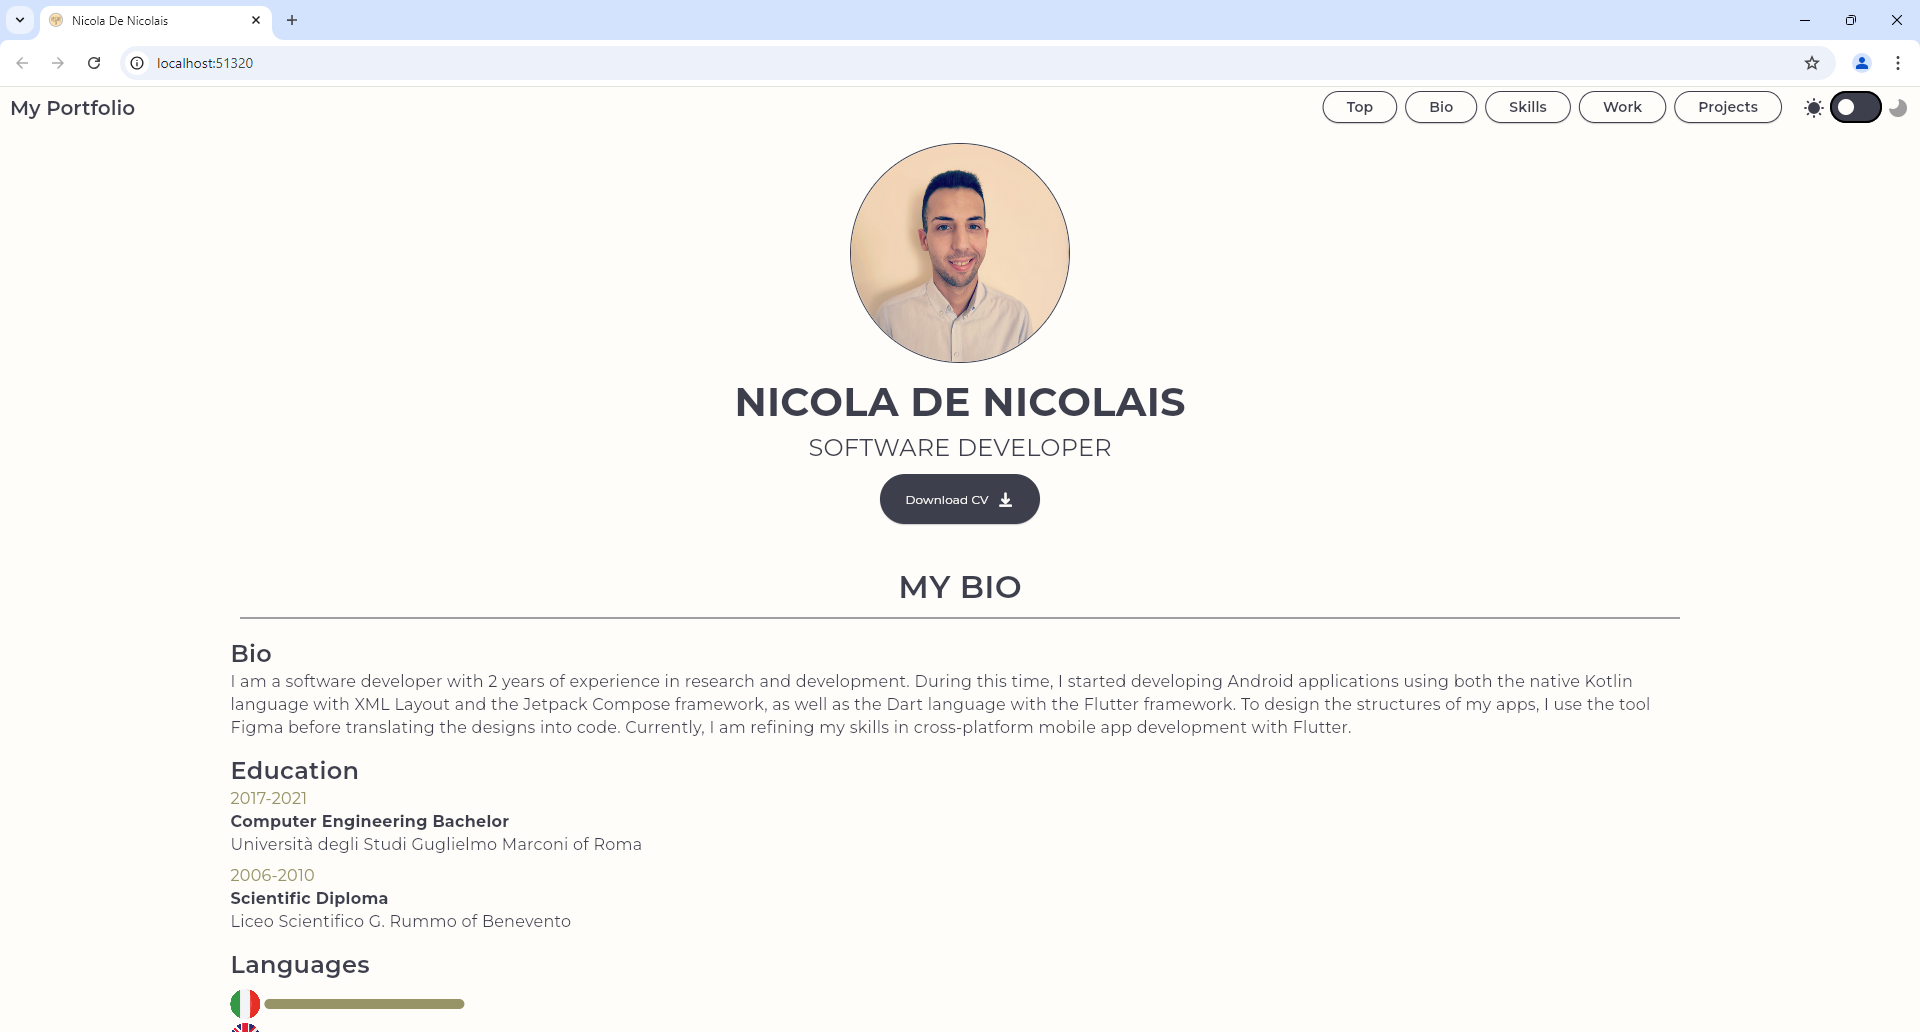 Nicola De Nicolais
localhost:51320
My Portfolio
Top
Bio
Skills
Work
Projects
NICOLA DE NICOLAIS
SOFTWARE DEVELOPER
Download CV
MY BIO
Bio
I am a software developer with 2 years of experience in research and development. During this time, I started developing Android applications using both the native Kotlin
language with XML Layout and the Jetpack Compose framework, as well as the Dart language with the Flutter framework. To design the structures of my apps, I use the tool
Figma before translating the designs into code. Currently, I am refining my skills in cross-platform mobile app development with Flutter.
Education
2017-2021
Computer Engineering Bachelor
Università degli Studi Guglielmo Marconi of Roma
2006-2010
Scientific Diploma
Liceo Scientifico G. Rummo of Benevento
Languages